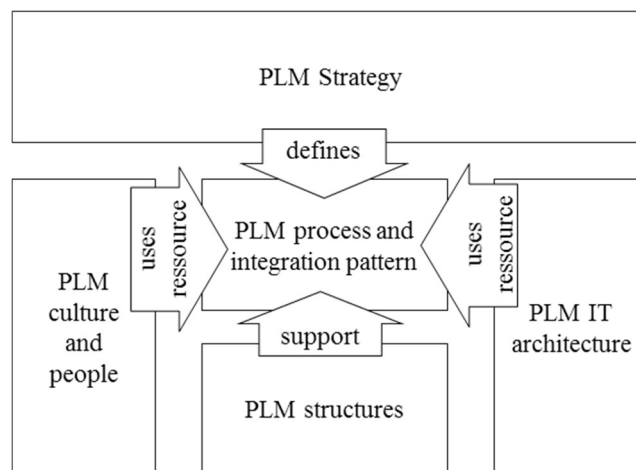 PLM Strategy
defines
uses
ressource
PLM process and
integration pattern
uses
ressource
PLM
culture
and
people
support
PLM IT
architecture
PLM structures